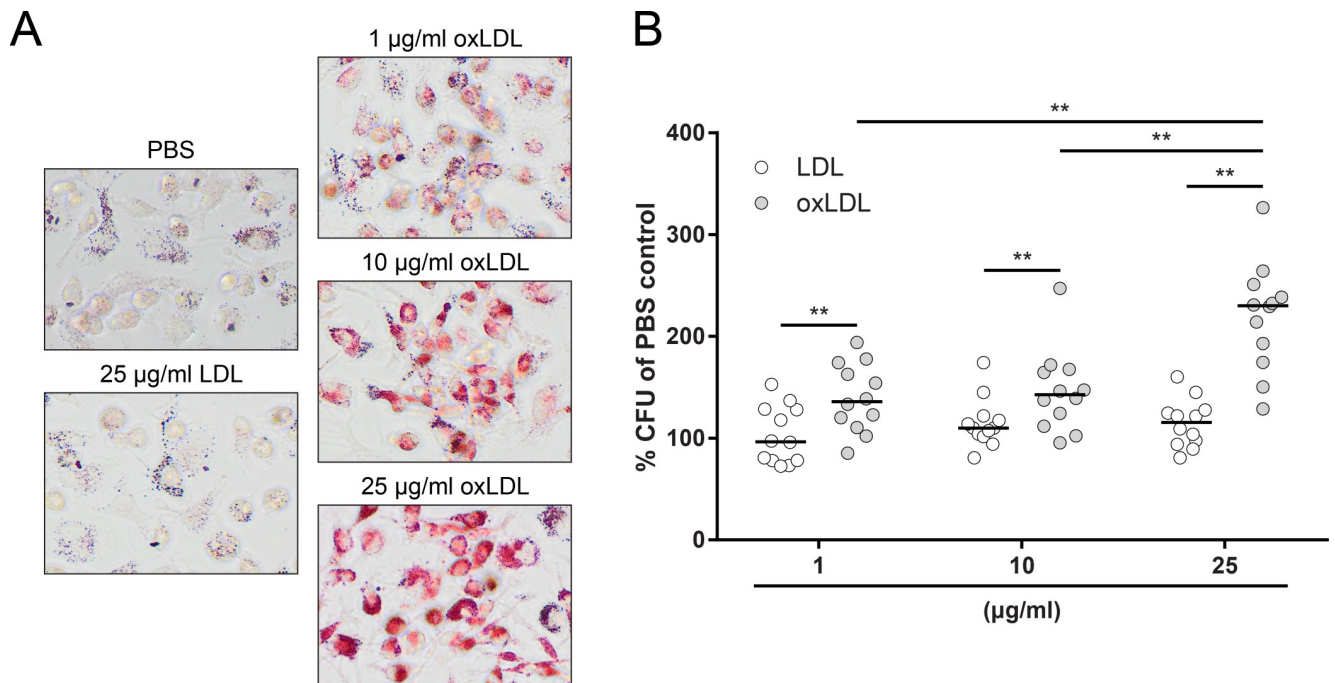 A
1 µg/ml oxLDL
PBS
10 µg/ml oxLDL
25 µg/ml LDL
25 µg/ml oxLDL
B
% CFU of PBS control
400
300
200
100
0
LDL
oxLDL
**
**
**
**
**
1
10
25
(µg/ml)